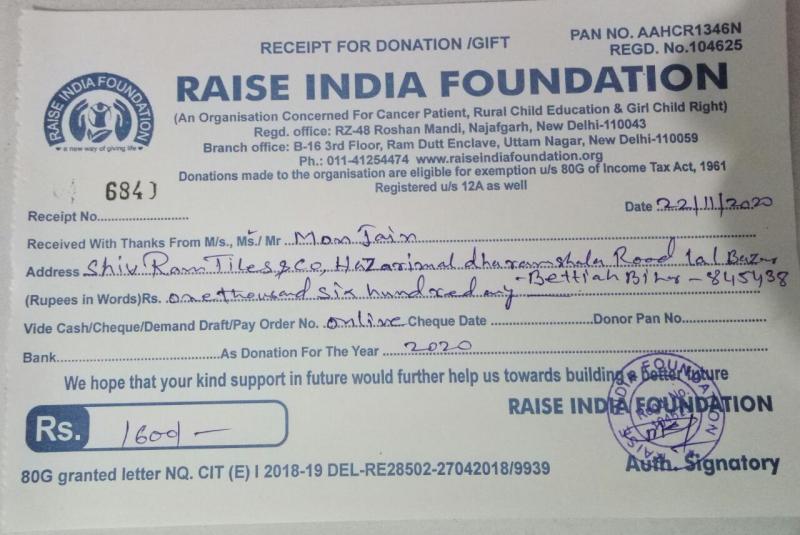 RECEIPT FOR DONATION /GIFT
PAN NO. AAHCR1346N
REGD. No.104625
RAISE INDIA FOUNDATION
a new way of giving life
RAISE INDIA FOUNDATION
(An Organisation Concerned For Cancer Patient, Rural Child Education & Girl Child Right)
Regd. office: RZ-48 Roshan Mandi, Najafgarh, New Delhi-110043
Branch office: B-16 3rd Floor, Ram Dutt Enclave, Uttam Nagar, New Delhi-110059
Ph.: 011-41254474 www.raiseindiafoundation.org
Donations made to the organisation are eligible for exemption u/s 80G of Income Tax Act, 1961
Registered u/s 12A as well
684
Receipt No............................
Date 22/11/2020
Received With Thanks From M/s., Ms./ Mr .. Jain
Address Shiv Ram Tiles & Co, Hazarimal dharamshala Road Lal Bazar
- Bettiah Bihar - 845438
(Rupees in Words)Rs. one thousand six hundred only
Vide Cash/Cheque/Demand Draft/Pay Order No. online Cheque Date ........................Donor Pan No......................
Bank.............................................As Donation For The Year ..2020
We hope that your kind support in future would further help us towards building a better future
RAISE INDIA FOUNDATION
RAISE INDIA FOUNDATION
Regd. No.
Rs. 1600/-
Auth. Signatory
80G granted letter NQ. CIT (E) I 2018-19 DEL-RE28502-27042018/9939